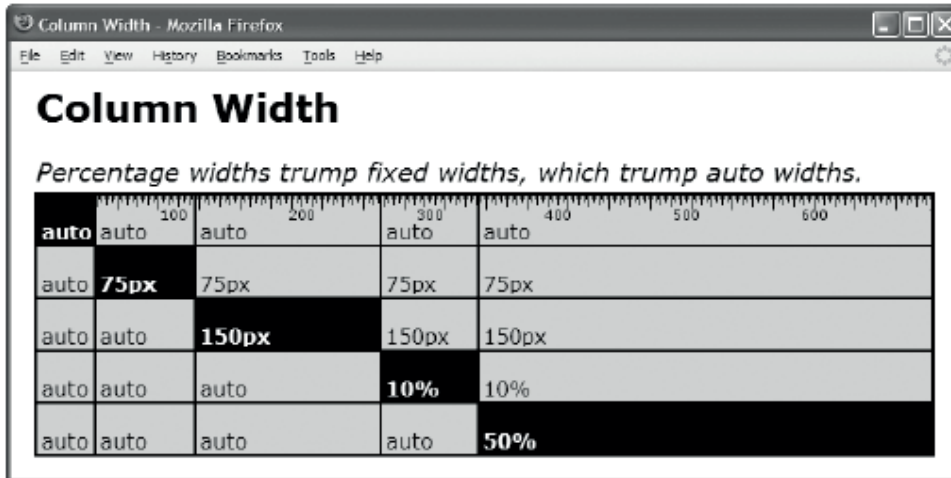 Column Width - Mozilla Firefox
File Edit View History Bookmarks Tools Help
Column Width
Percentage widths trump fixed widths, which trump auto widths.
100 200 300 400 500 600
auto auto auto auto auto
auto 75px 75px 75px 75px
auto auto 150px 150px 150px
auto auto auto 10% 10%
auto auto auto auto 50%